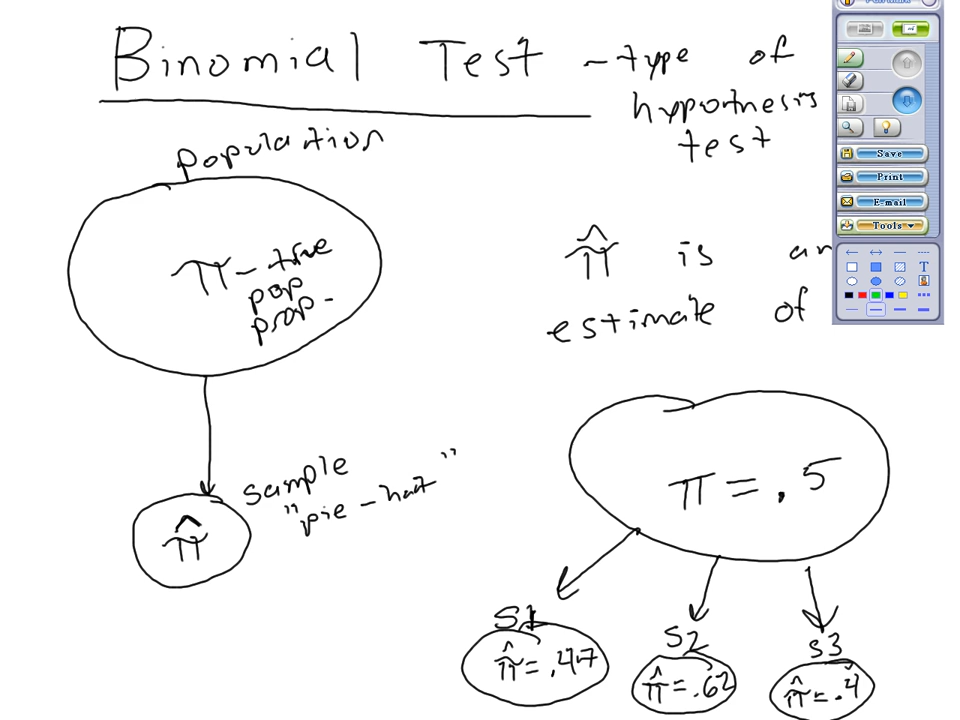 Binomial Test - type of
hypothesis
test
population
π - true
pop
prop.
π̂ is an
estimate of
sample
"pie-hat"
π̂
π = .5
S1
π̂ = .47
S2
π̂ = .62
S3
π̂ = .4
Save
Print
E-mail
Tools
T